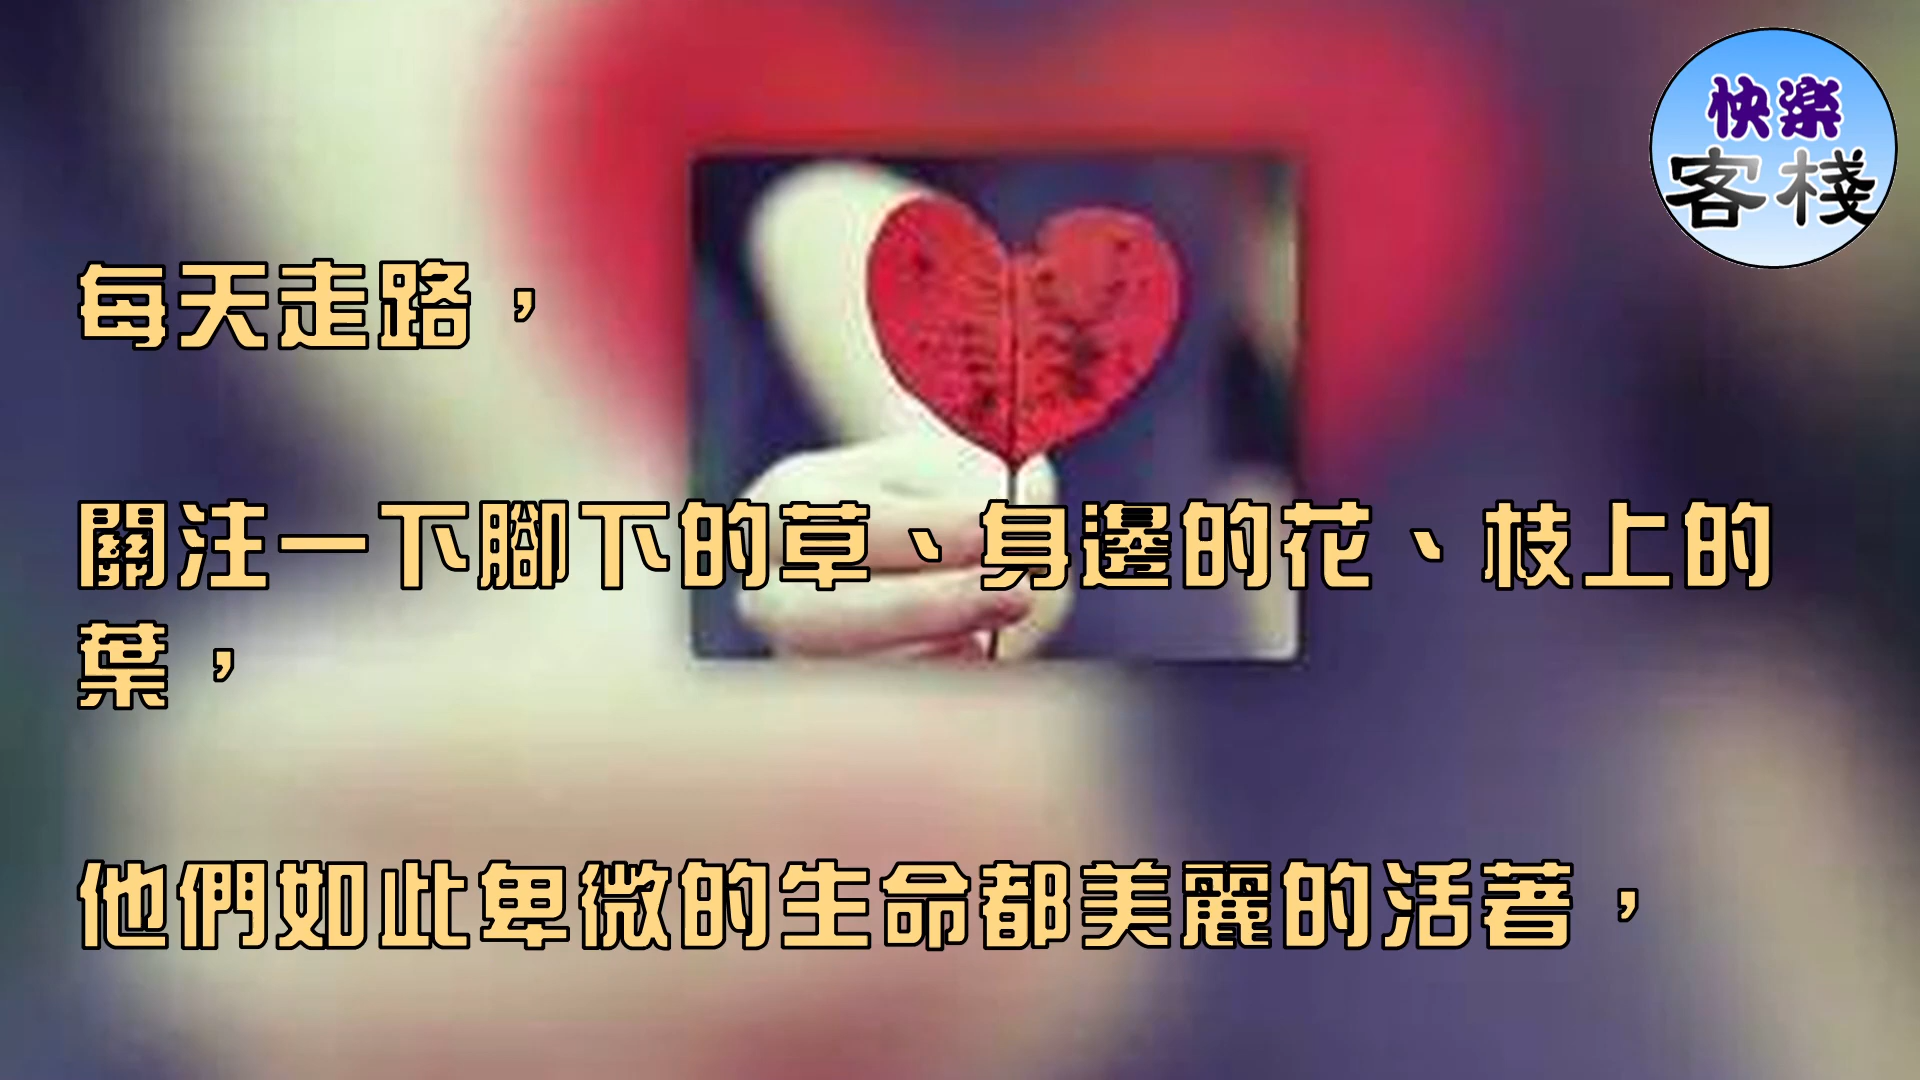 快楽
客棧
每天走路，
關注一下腳下的草、身邊的花、枝上的
葉，
他們如此卑微的生命都美麗的活著，